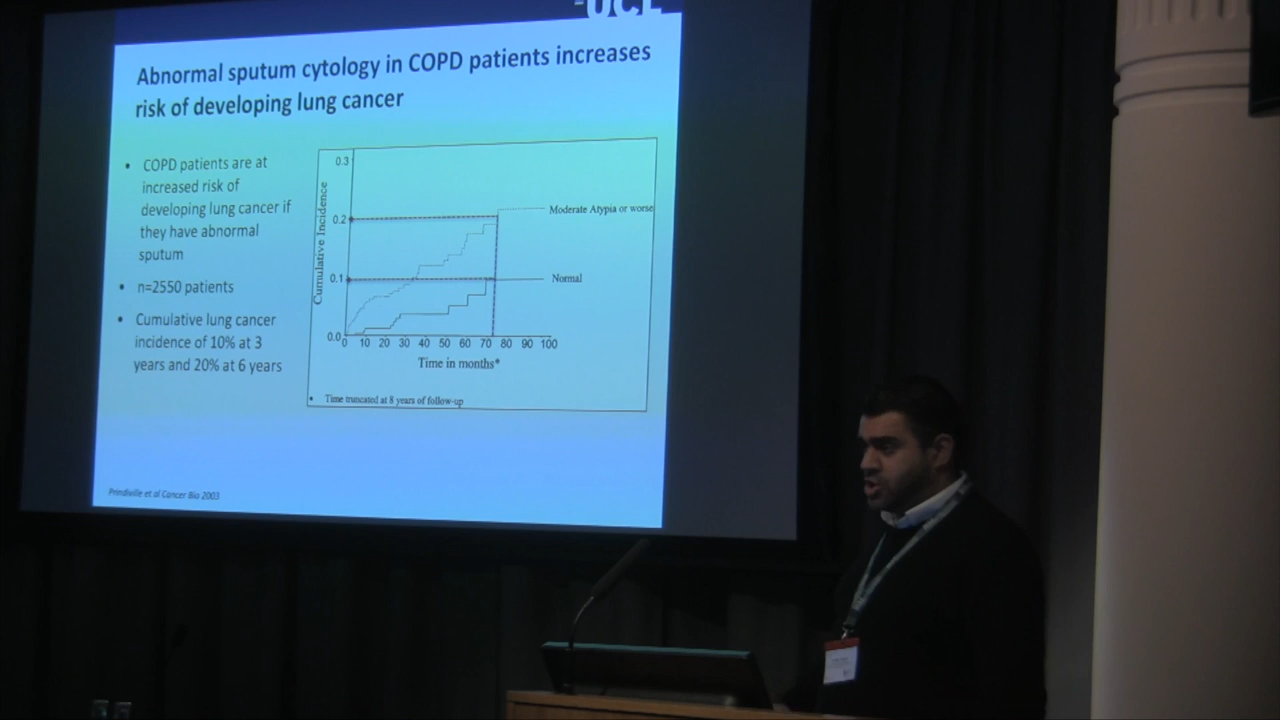 UCL
Abnormal sputum cytology in COPD patients increases
risk of developing lung cancer
• COPD patients are at
increased risk of
developing lung cancer if
they have abnormal
sputum
• n=2550 patients
• Cumulative lung cancer
incidence of 10% at 3
years and 20% at 6 years
Cumulative Incidence
0.3
0.2
0.1
0.0
Moderate Atypia or worse
Normal
0 10 20 30 40 50 60 70 80 90 100
Time in months*
• Time truncated at 8 years of follow-up
Prindiville et al Cancer Bio 2003